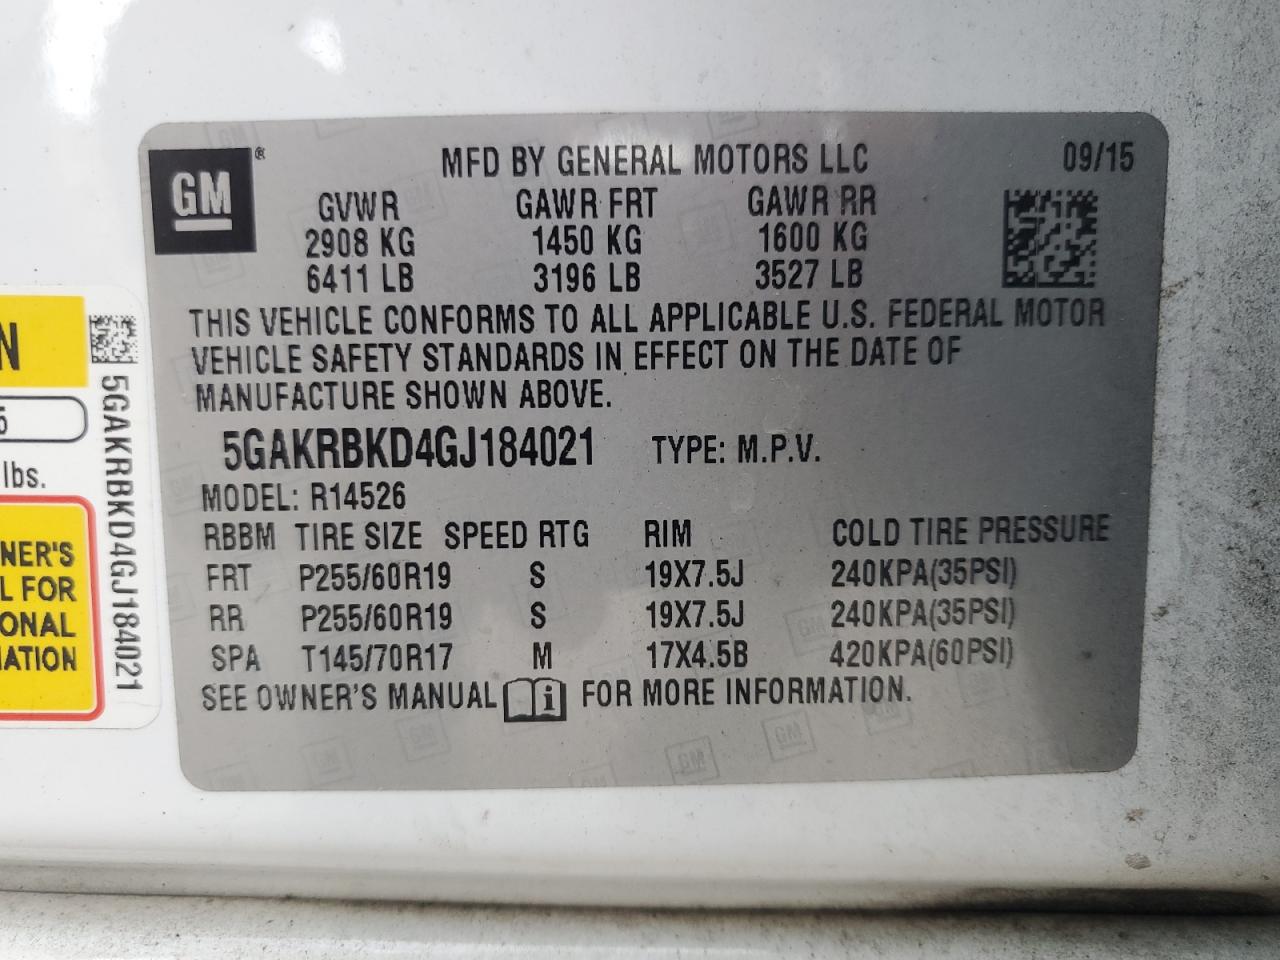 GM ®
MFD BY GENERAL MOTORS LLC 09/15
GVWR GAWR FRT GAWR RR
2908 KG 1450 KG 1600 KG
6411 LB 3196 LB 3527 LB
THIS VEHICLE CONFORMS TO ALL APPLICABLE U.S. FEDERAL MOTOR
VEHICLE SAFETY STANDARDS IN EFFECT ON THE DATE OF
MANUFACTURE SHOWN ABOVE.
5GAKRBKD4GJ184021 TYPE: M.P.V.
MODEL: R14526
RBBM TIRE SIZE SPEED RTG RIM COLD TIRE PRESSURE
FRT P255/60R19 S 19X7.5J 240KPA(35PSI)
RR P255/60R19 S 19X7.5J 240KPA(35PSI)
SPA T145/70R17 M 17X4.5B 420KPA(60PSI)
SEE OWNER'S MANUAL i FOR MORE INFORMATION.
5GAKRBKD4GJ184021
N
5
lbs.
NER'S
L FOR
ONAL
MATION